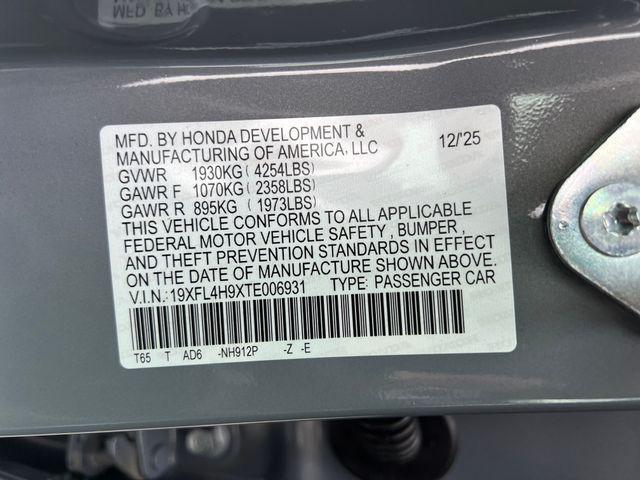 MFD. BY HONDA DEVELOPMENT &
MANUFACTURING OF AMERICA, LLC 12/'25
GVWR 1930KG ( 4254LBS)
GAWR F 1070KG ( 2358LBS)
GAWR R 895KG ( 1973LBS)
THIS VEHICLE CONFORMS TO ALL APPLICABLE
FEDERAL MOTOR VEHICLE SAFETY , BUMPER ,
AND THEFT PREVENTION STANDARDS IN EFFECT
ON THE DATE OF MANUFACTURE SHOWN ABOVE.
V.I.N.: 19XFL4H9XTE006931 TYPE: PASSENGER CAR
T65 T AD6 -NH912P -Z -E